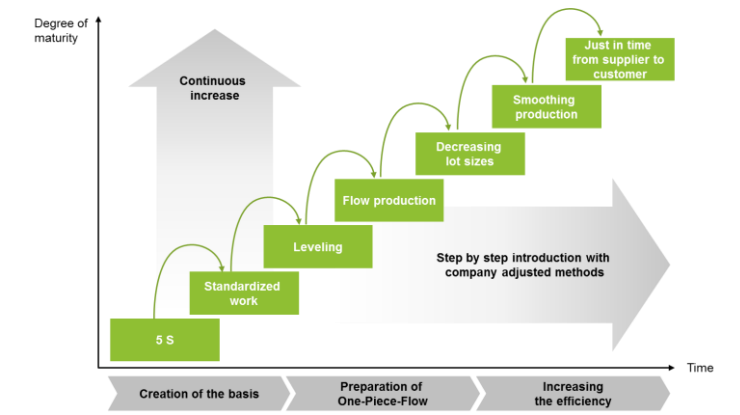 Degree of
maturity
Continuous
increase
Just in time
from supplier to
customer
Smoothing
production
Decreasing
lot sizes
Flow production
Leveling
Step by step introduction with
company adjusted methods
Standardized
work
5 S
Time
Creation of the basis
Preparation of
One-Piece-Flow
Increasing
the efficiency